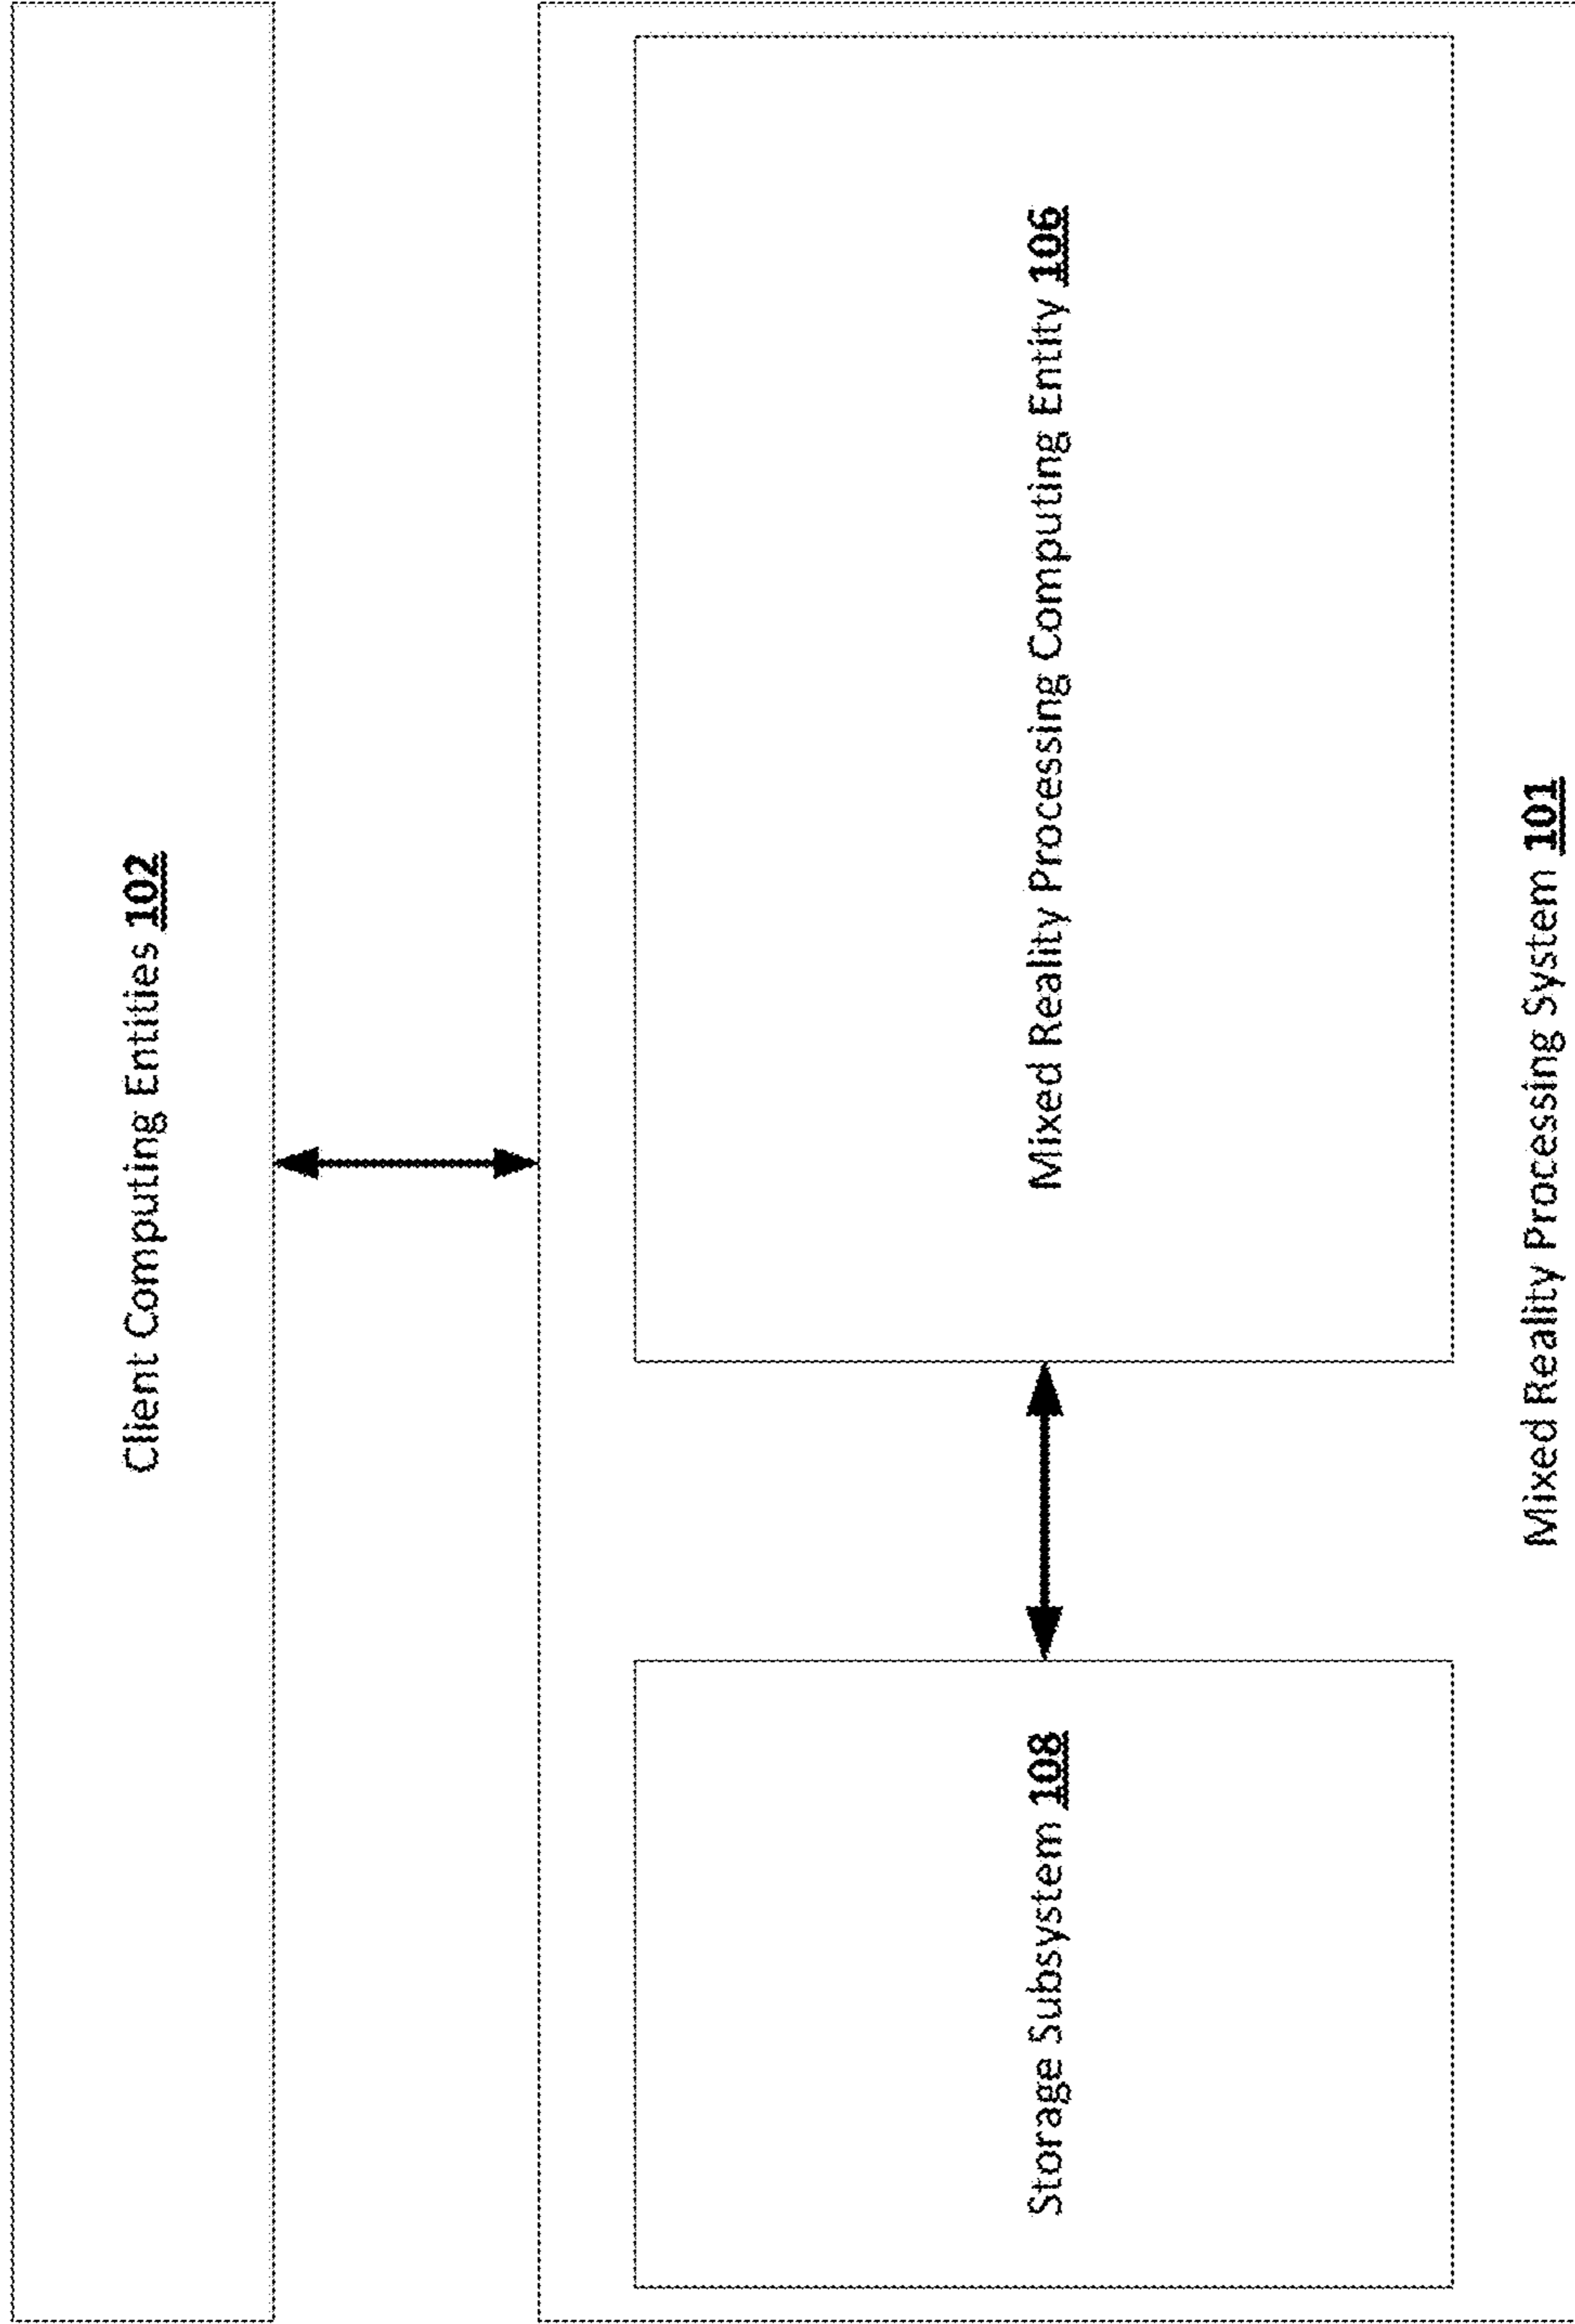 Client Computing Entities 102
Storage Subsystem 108
Mixed Reality Processing Computing Entity 106
Mixed Reality Processing System 101